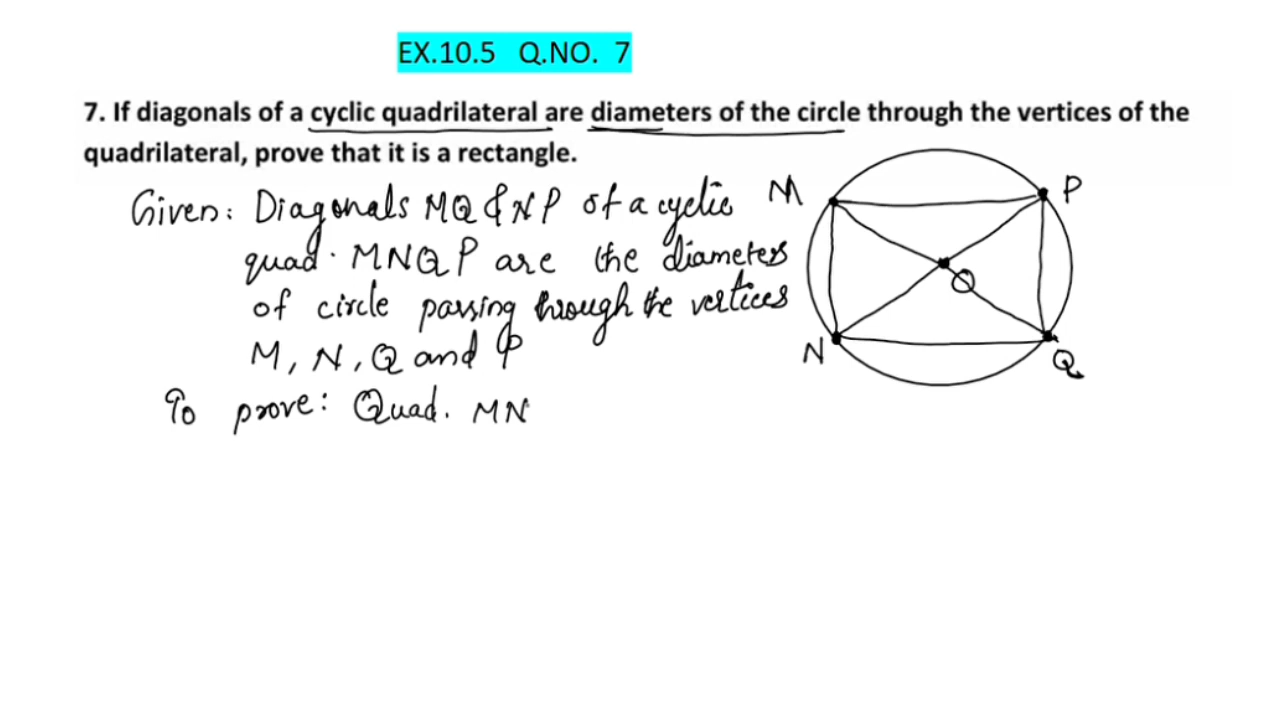 EX.10.5 Q.NO. 7
7. If diagonals of a cyclic quadrilateral are diameters of the circle through the vertices of the
quadrilateral, prove that it is a rectangle.
Given: Diagonals MQ & NP of a cyclic
quad. MNQP are the diameters
of circle passing through the vertices
M, N, Q and P
To prove: Quad. MN
M
P
O
N
Q